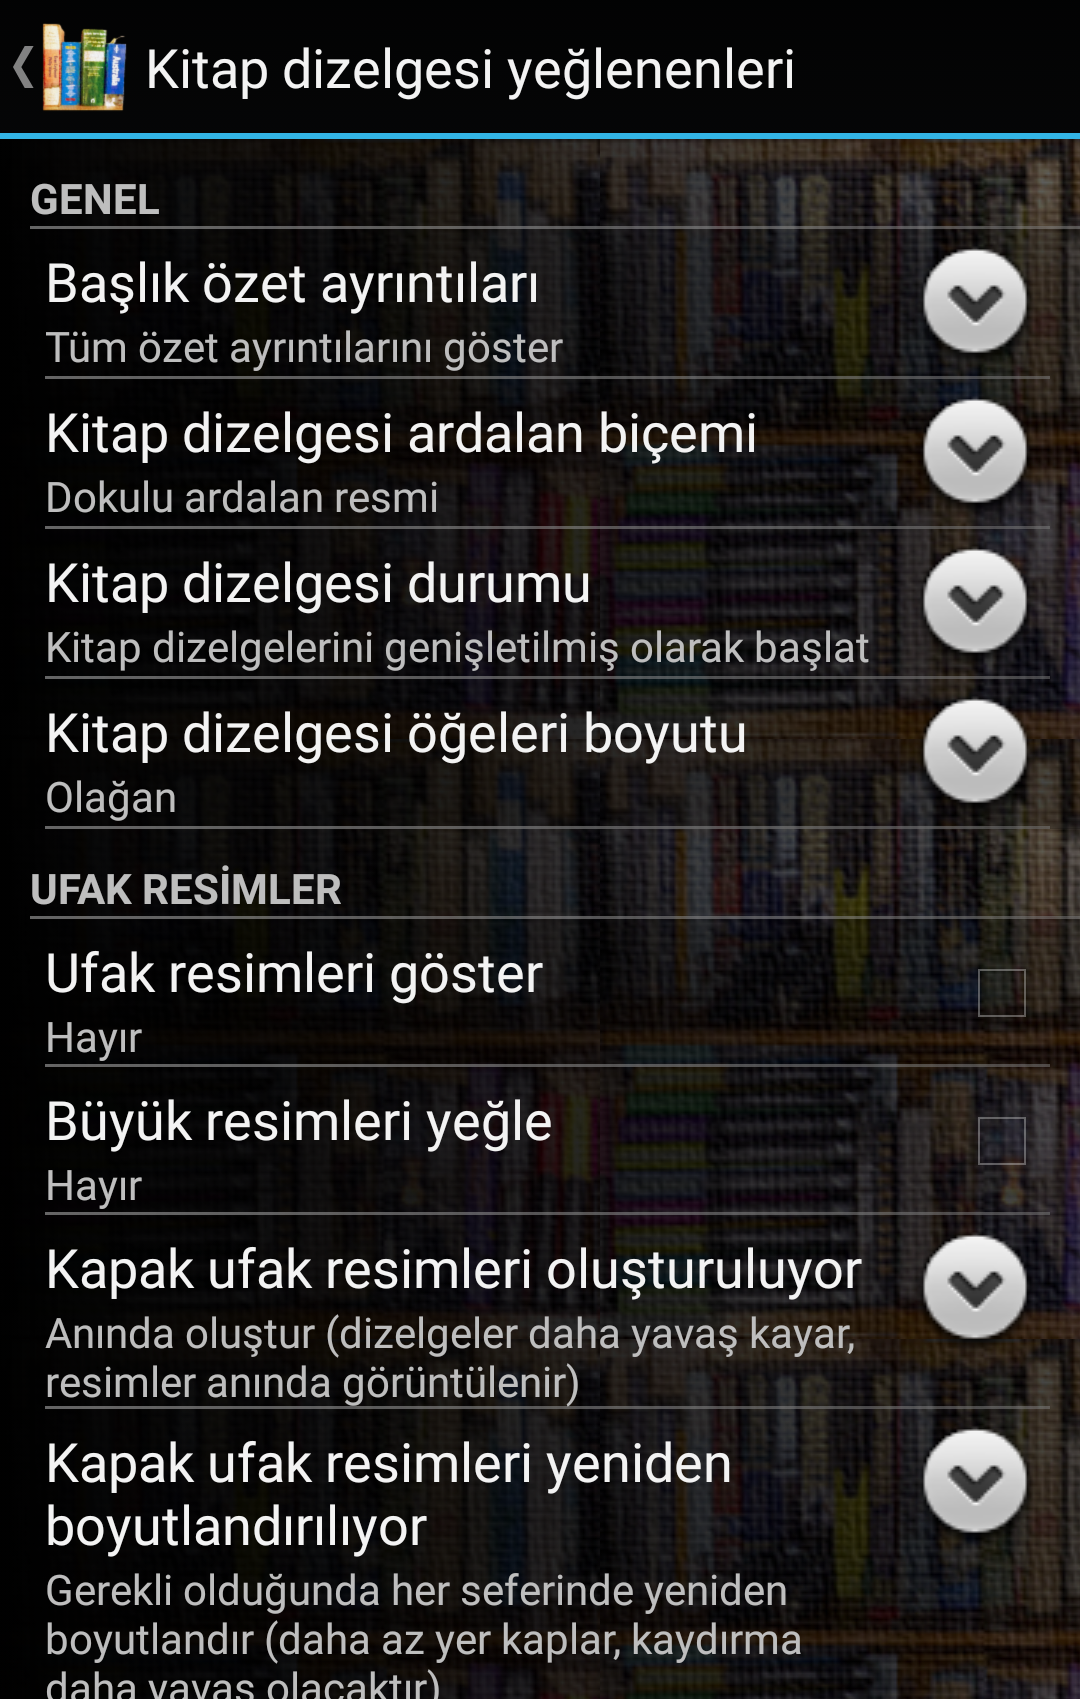 Kitap dizelgesi yeğlenenleri
GENEL
Başlık özet ayrıntıları
Tüm özet ayrıntılarını göster
Kitap dizelgesi ardalan biçemi
Dokulu ardalan resmi
Kitap dizelgesi durumu
Kitap dizelgelerini genişletilmiş olarak başlat
Kitap dizelgesi öğeleri boyutu
Olağan
UFAK RESİMLER
Ufak resimleri göster
Hayır
Büyük resimleri yeğle
Hayır
Kapak ufak resimleri oluşturuluyor
Anında oluştur (dizelgeler daha yavaş kayar,
resimler anında görüntülenir)
Kapak ufak resimleri yeniden
boyutlandırılıyor
Gerekli olduğunda her seferinde yeniden
boyutlandır (daha az yer kaplar, kaydırma
daha yavaş olacaktır)